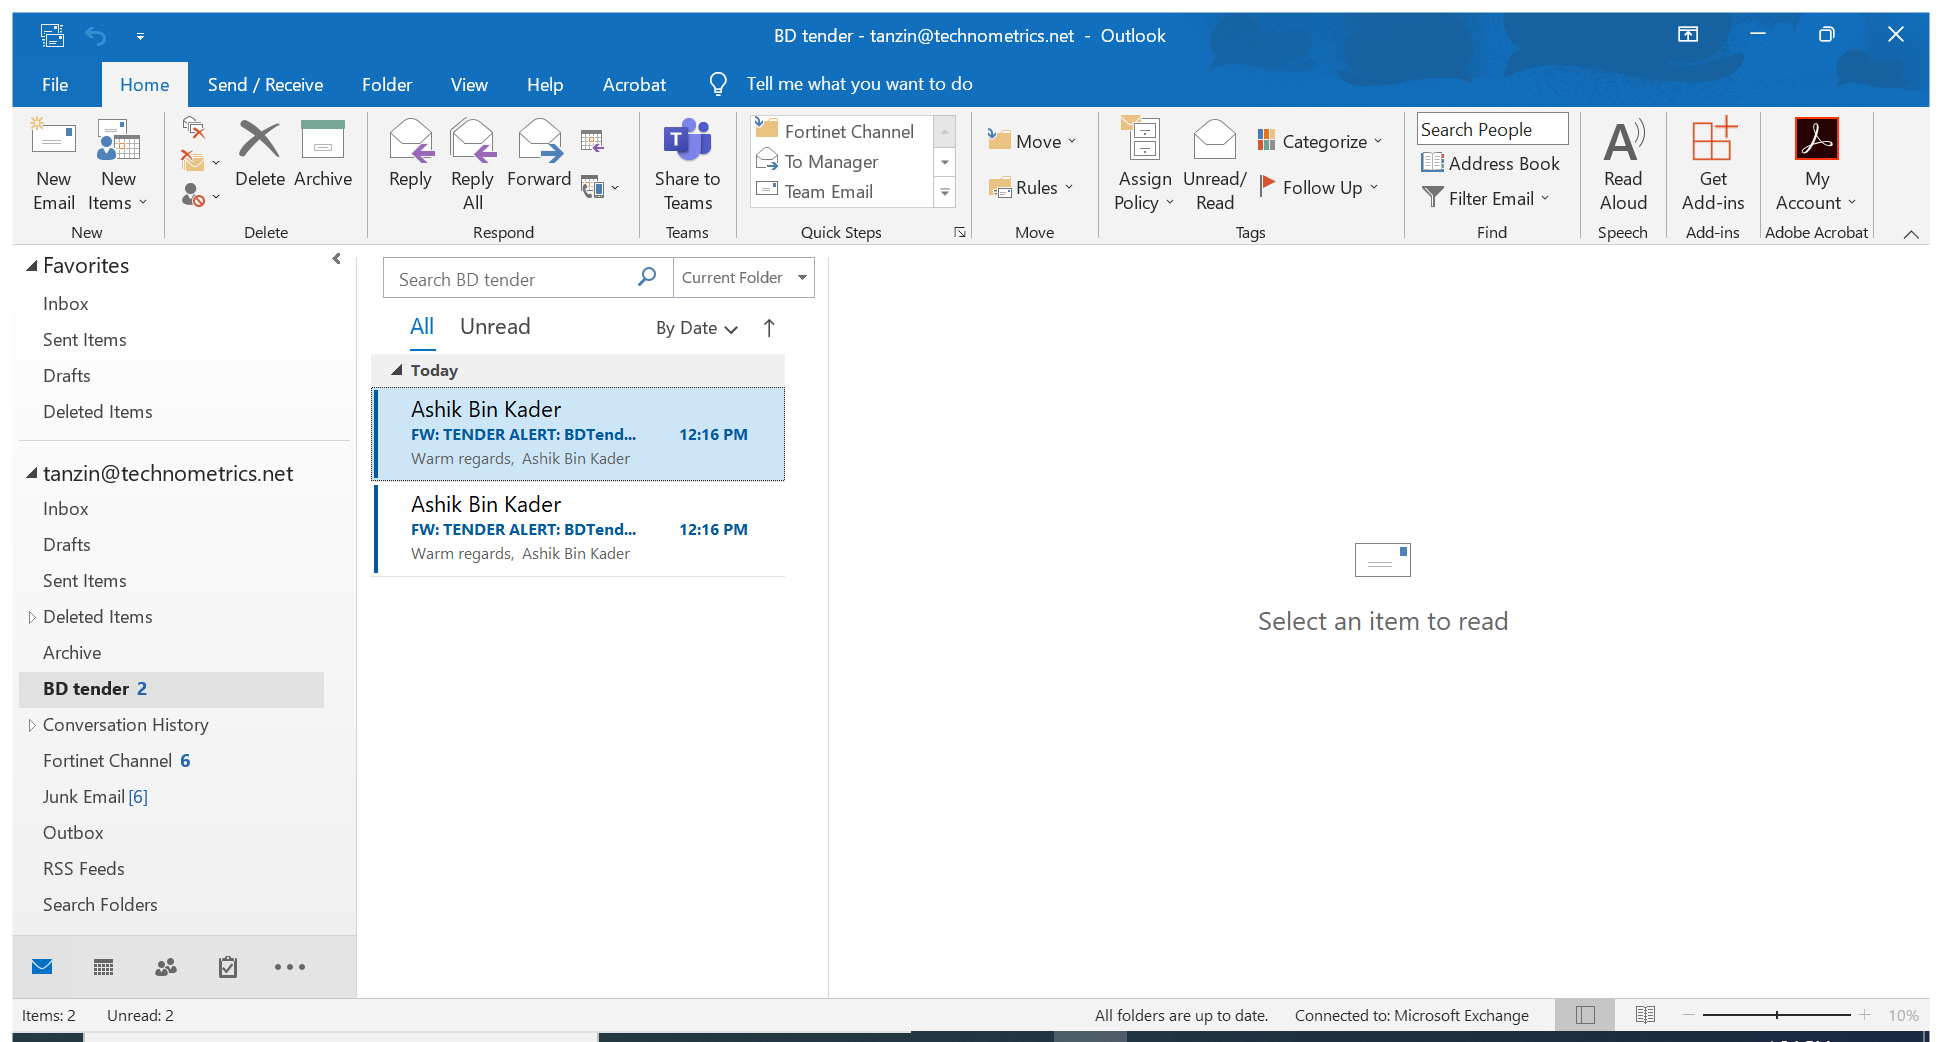 BD tender - tanzin@technometrics.net - Outlook
File Home Send / Receive Folder View Help Acrobat Tell me what you want to do
New Email
New Items
New
Delete
Archive
Delete
Reply
Reply All
Forward
Respond
Share to Teams
Teams
Fortinet Channel
To Manager
Team Email
Quick Steps
Move
Rules
Move
Assign Policy
Unread/ Read
Categorize
Follow Up
Tags
Search People
Address Book
Filter Email
Find
Read Aloud
Speech
Get Add-ins
Add-ins
My Account
Adobe Acrobat
Favorites
Inbox
Sent Items
Drafts
Deleted Items
tanzin@technometrics.net
Inbox
Drafts
Sent Items
Deleted Items
Archive
BD tender 2
Conversation History
Fortinet Channel 6
Junk Email [6]
Outbox
RSS Feeds
Search Folders
Search BD tender
Current Folder
All Unread By Date
Today
Ashik Bin Kader
FW: TENDER ALERT: BDTend... 12:16 PM
Warm regards, Ashik Bin Kader
Ashik Bin Kader
FW: TENDER ALERT: BDTend... 12:16 PM
Warm regards, Ashik Bin Kader
Select an item to read
Items: 2 Unread: 2 All folders are up to date. Connected to: Microsoft Exchange 10%